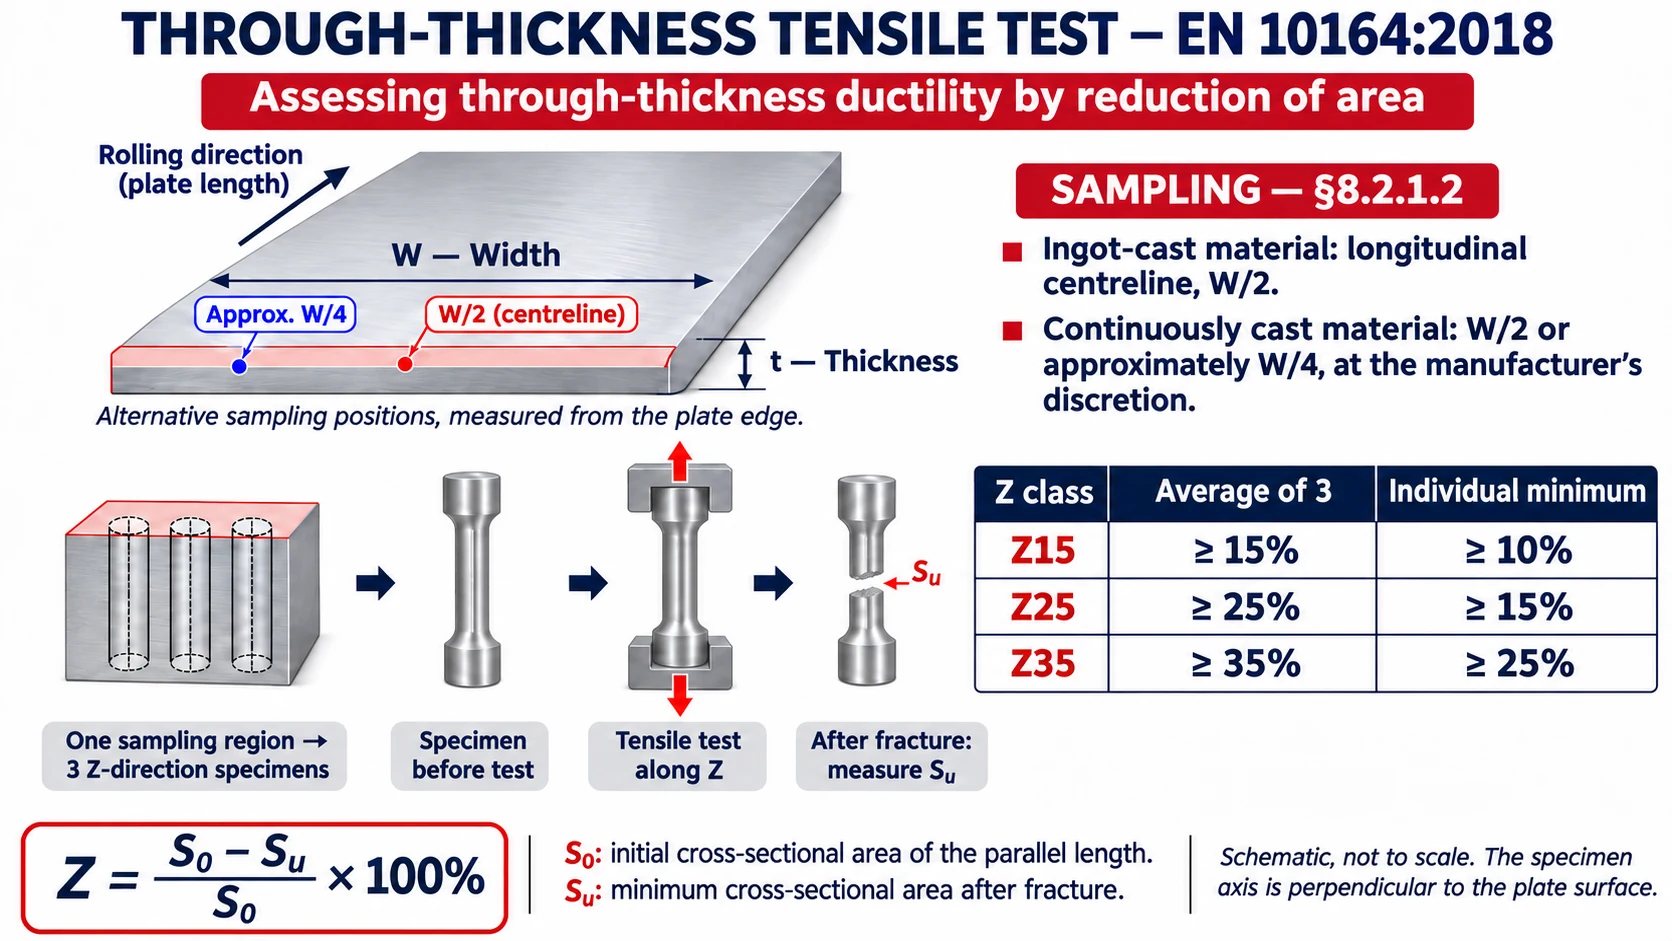 THROUGH-THICKNESS TENSILE TEST – EN 10164:2018
Assessing through-thickness ductility by reduction of area
Rolling direction
(plate length)
W — Width
Approx. W/4
W/2 (centreline)
t — Thickness
Alternative sampling positions, measured from the plate edge.
SAMPLING — §8.2.1.2
Ingot-cast material: longitudinal
centreline, W/2.
Continuously cast material: W/2 or
approximately W/4, at the manufacturer’s
discretion.
Su
One sampling region →
3 Z-direction specimens
Specimen
before test
Tensile test
along Z
After fracture:
measure Su
Z class Average of 3 Individual minimum
Z15 ≥ 15% ≥ 10%
Z25 ≥ 25% ≥ 15%
Z35 ≥ 35% ≥ 25%
Z = (S0 – Su) / S0 × 100%
S0: initial cross-sectional area of the parallel length.
Su: minimum cross-sectional area after fracture.
Schematic, not to scale. The specimen
axis is perpendicular to the plate surface.